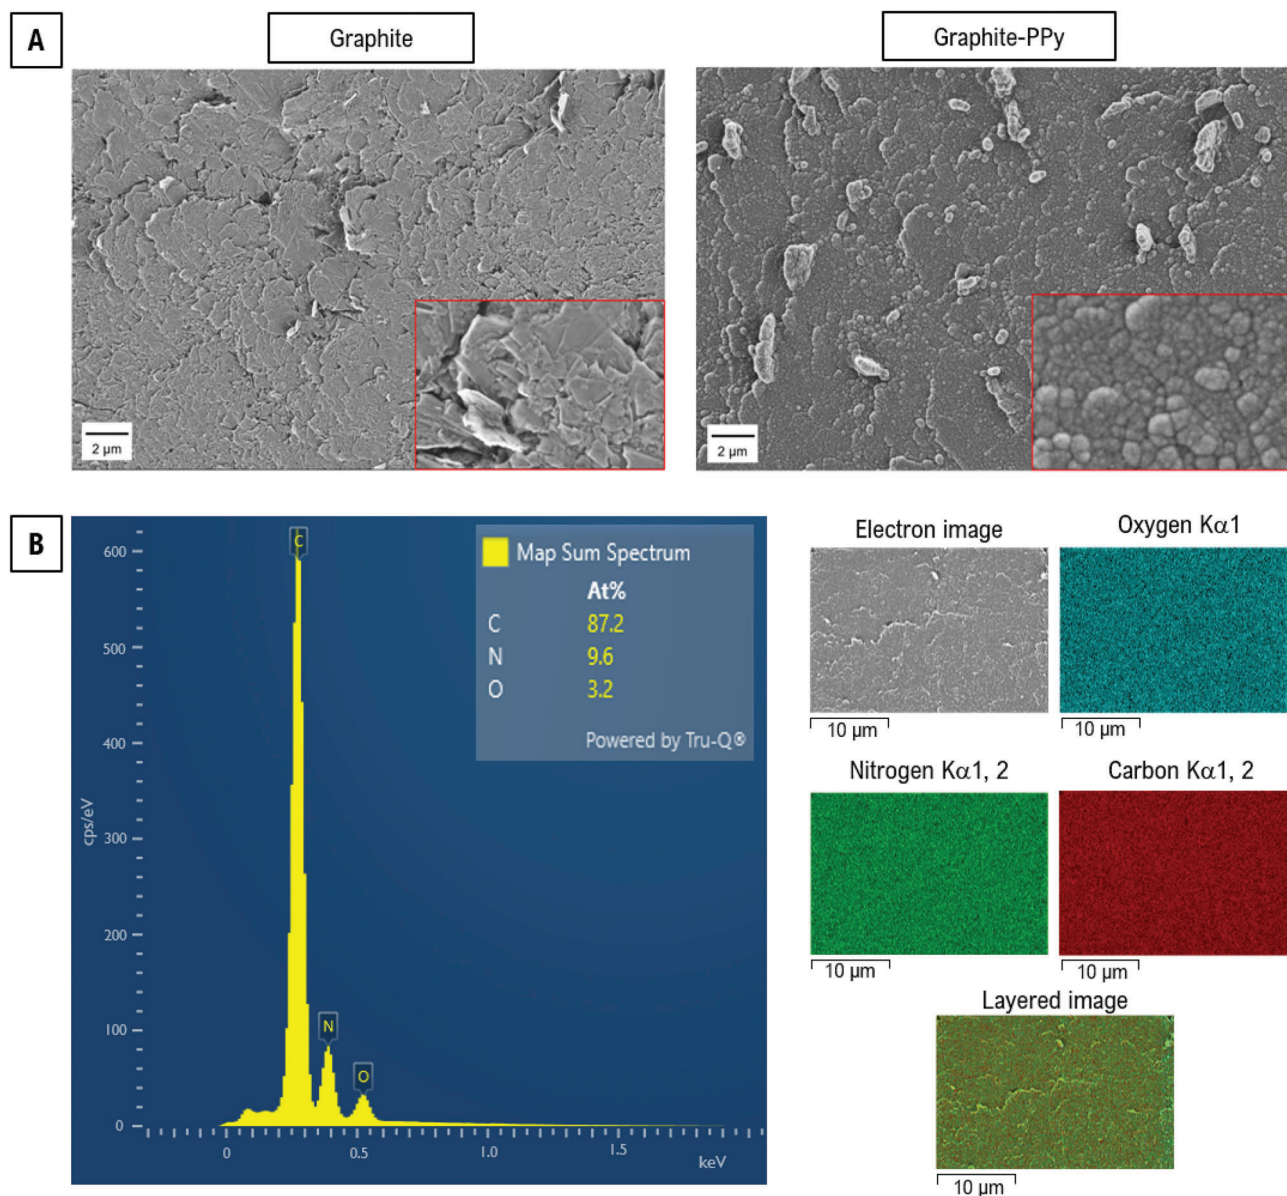 A
Graphite
Graphite-PPy
2 µm
2 µm
B
600
500
400
300
200
100
0
cps/eV
0
0.5
1.0
1.5
keV
C
N
O
Map Sum Spectrum
At%
C 87.2
N 9.6
O 3.2
Powered by Tru-Q®
Electron image
Oxygen Kα1
10 µm
10 µm
Nitrogen Kα1, 2
Carbon Kα1, 2
10 µm
10 µm
Layered image
10 µm